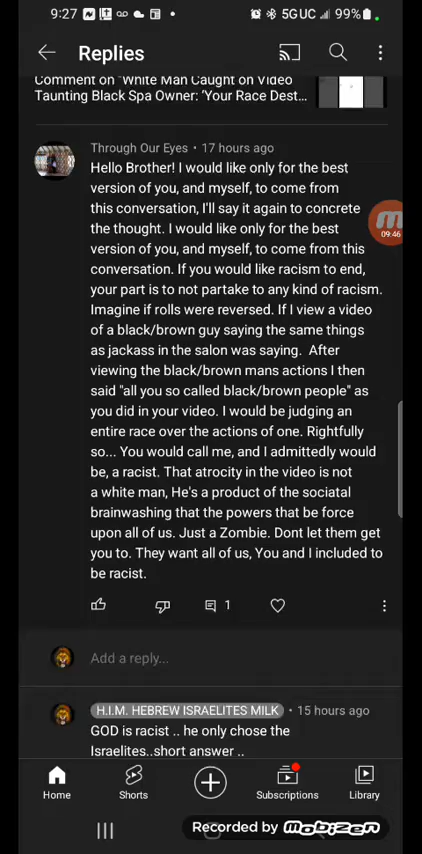 9:27
5GUC
99%
Replies
Comment on "White Man Caught on Video
Taunting Black Spa Owner: 'Your Race Dest...
Through Our Eyes • 17 hours ago
Hello Brother! I would like only for the best
version of you, and myself, to come from
this conversation, I'll say it again to concrete
the thought. I would like only for the best
version of you, and myself, to come from this
conversation. If you would like racism to end,
your part is to not partake to any kind of racism.
Imagine if rolls were reversed. If I view a video
of a black/brown guy saying the same things
as jackass in the salon was saying. After
viewing the black/brown mans actions I then
said "all you so called black/brown people" as
you did in your video. I would be judging an
entire race over the actions of one. Rightfully
so... You would call me, and I admittedly would
be, a racist. That atrocity in the video is not
a white man, He's a product of the sociatal
brainwashing that the powers that be force
upon all of us. Just a Zombie. Dont let them get
you to. They want all of us, You and I included to
be racist.
09:46
1
Add a reply...
H.I.M. HEBREW ISRAELITES MILK • 15 hours ago
GOD is racist .. he only chose the
Israelites..short answer ..
Home
Shorts
Subscriptions
Library
Recorded by mobizen